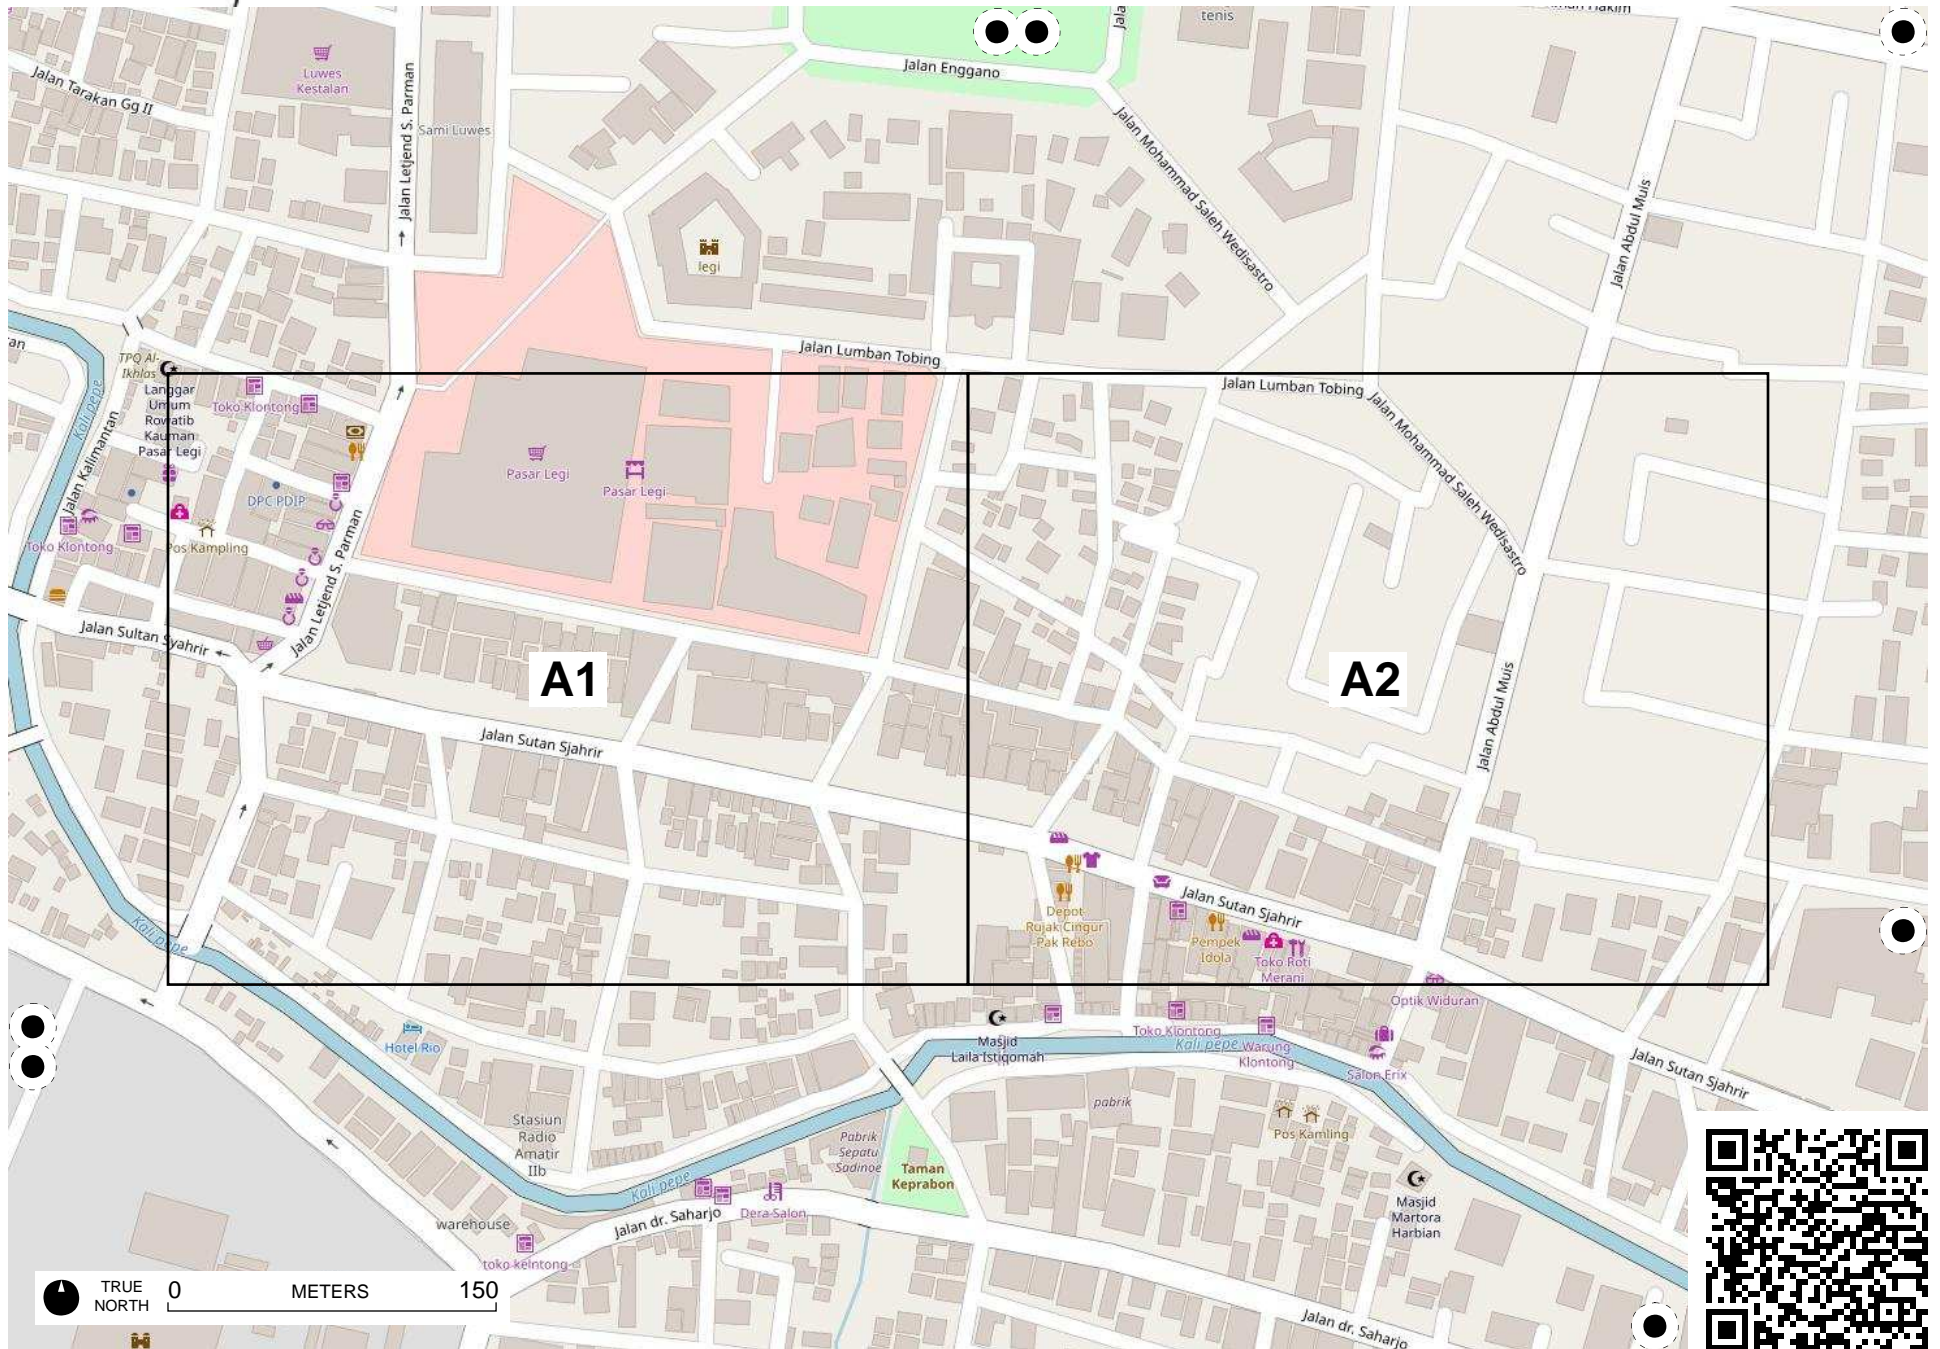 tenis
Luwes
Kestalan
Jalan Tarakan Gg II
Jalan Letjend S. Parman
Sami Luwes
Jalan Enggano
Jalan Mohammad Saleh Wedisastro
Jalan Abdul Muis
legi
Jalan Lumban Tobing
Jalan Lumban Tobing
Jalan Mohammad Saleh Wedisastro
TPQ Al-
Ikhlas
Langgar
Umum
Rowatib
Kauman
Pasar Legi
Toko Klontong
Kali pepe
Jalan Kalimantan
DPC PDIP
Pasar Legi
Pasar Legi
Toko Klontong
Pos Kampling
Jalan Letjend S. Parman
Jalan Sultan Syahrir
A1
A2
Jalan Abdul Muis
Jalan Sutan Sjahrir
Jalan Sutan Sjahrir
Depot
Rujak Cingur
Pak Rebo
Pempek
Idola
Toko Roti
Merani
Kali pepe
Optik Widuran
Hotel Rio
Masjid
Laila Istiqomah
Toko Klontong
Kali pepe
Warung
Klontong
Salon Erix
Jalan Sutan Sjahrir
pabrik
Pos Kamling
Stasiun
Radio
Amatir
IIb
Pabrik
Sepatu
Sadinoe
Taman
Keprabon
Kali pepe
Masjid
Martora
Harbian
Dera Salon
Jalan dr. Saharjo
warehouse
toko kelntong
Jalan dr. Saharjo
TRUE
NORTH
0 METERS 150